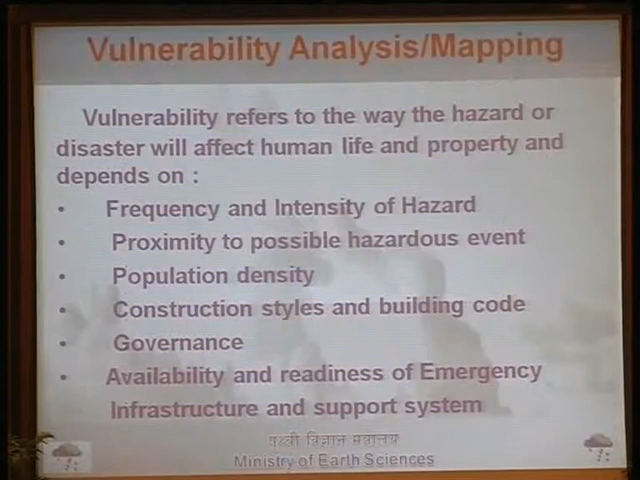 Vulnerability Analysis/Mapping
Vulnerability refers to the way the hazard or
disaster will affect human life and property and
depends on :
• Frequency and Intensity of Hazard
• Proximity to possible hazardous event
• Population density
• Construction styles and building code
• Governance
• Availability and readiness of Emergency
Infrastructure and support system
पृथ्वी विज्ञान मंत्रालय
Ministry of Earth Sciences